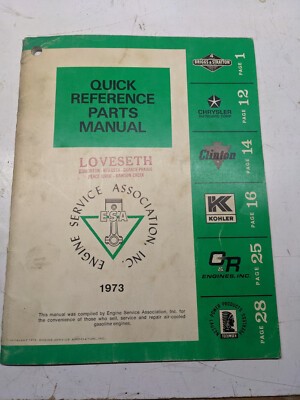 QUICK
REFERENCE
PARTS
MANUAL
LOVESETH
ENGINE SERVICE ASSOCIATION, INC.
ESA
1973
This manual was compiled by Engine Service Association, Inc. for
the convenience of those who sell, service and repair air-cooled
gasoline engines.
BRIGGS & STRATTON
PAGE 1
CHRYSLER
PAGE 12
Clinton
PAGE 14
K
KOHLER
PAGE 16
ENGINES, INC.
PAGE 25
PAGE 28